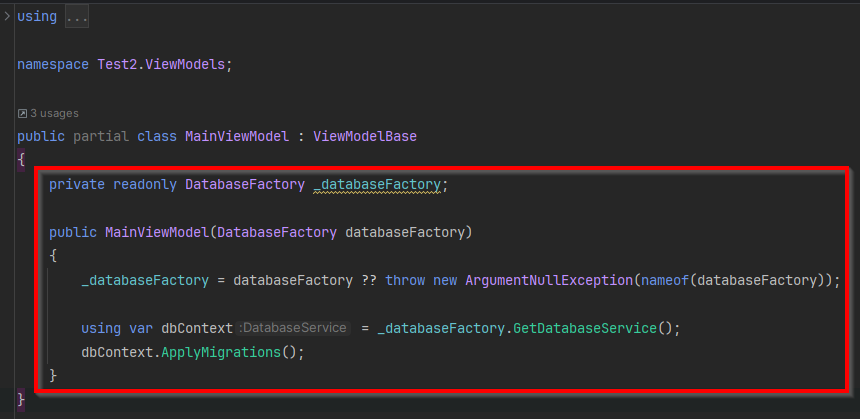 using ...
namespace Test2.ViewModels;
3 usages
public partial class MainViewModel : ViewModelBase
{
private readonly DatabaseFactory _databaseFactory;
public MainViewModel(DatabaseFactory databaseFactory)
{
_databaseFactory = databaseFactory ?? throw new ArgumentNullException(nameof(databaseFactory));
using var dbContext :DatabaseService = _databaseFactory.GetDatabaseService();
dbContext.ApplyMigrations();
}
}